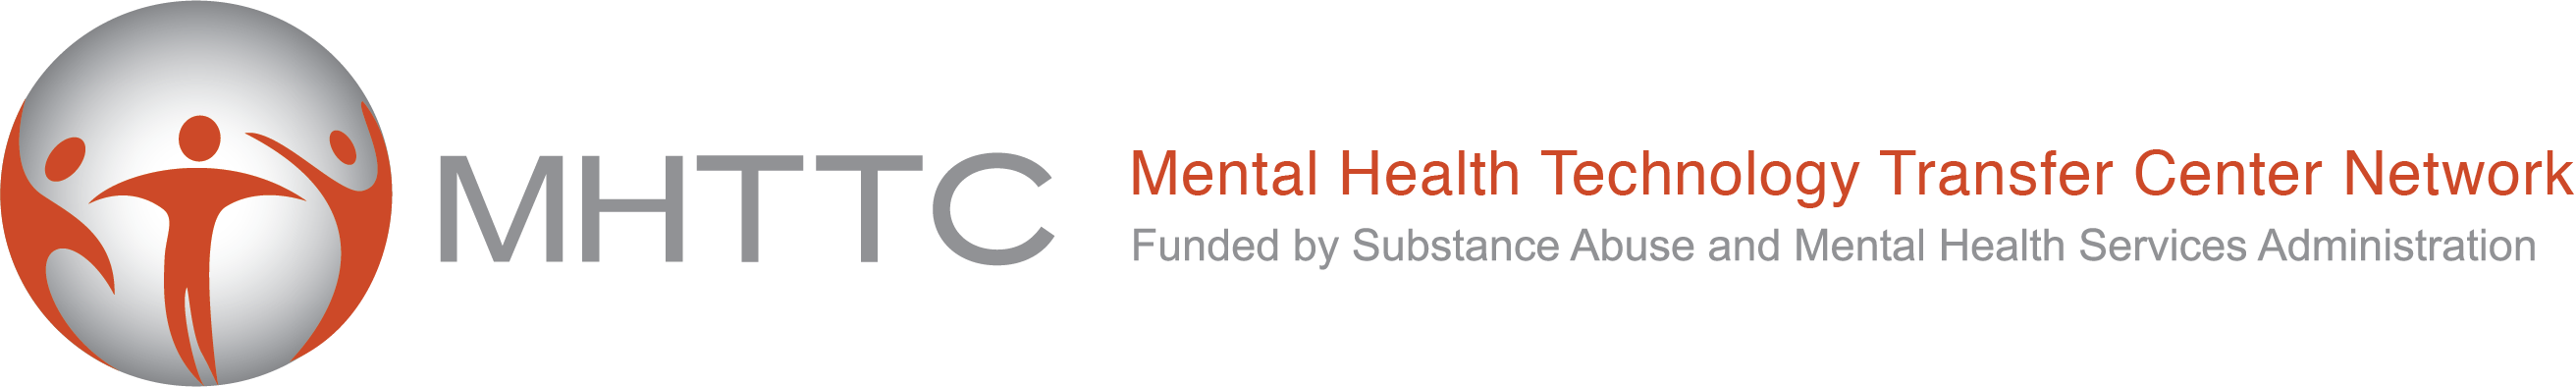 MHTTC
Mental Health Technology Transfer Center Network
Funded by Substance Abuse and Mental Health Services Administration